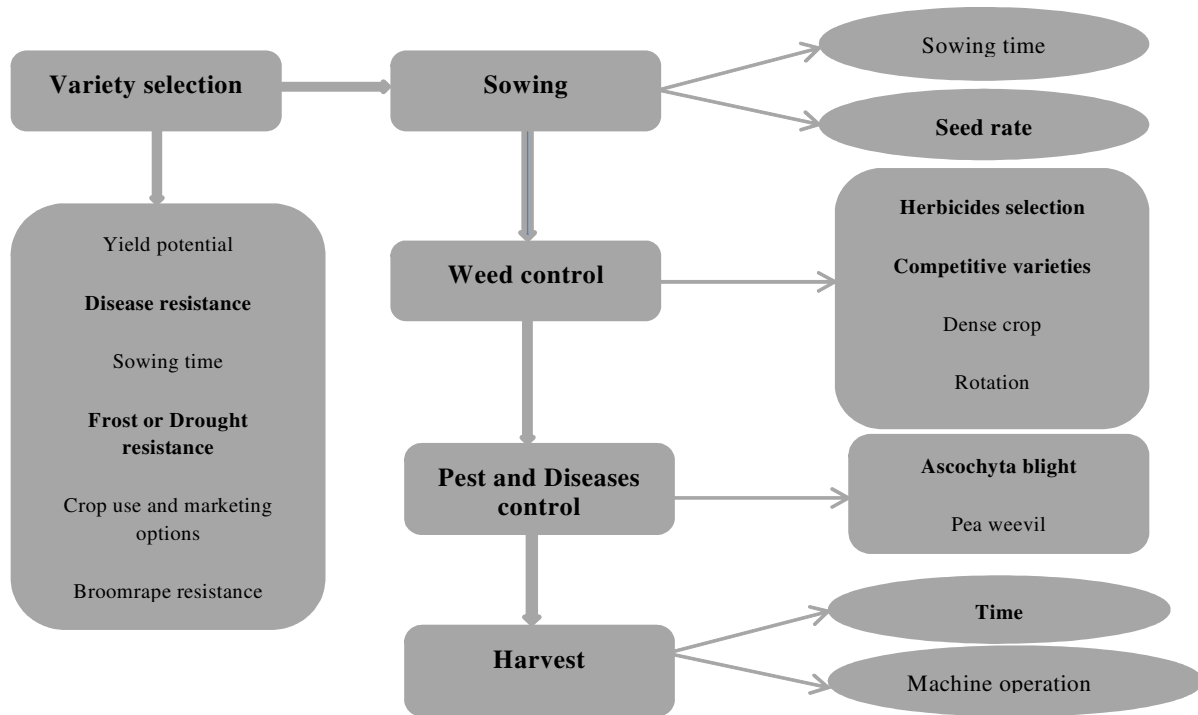 Variety selection
Sowing
Sowing time
Seed rate
Yield potential
Disease resistance
Sowing time
Frost or Drought
resistance
Crop use and marketing
options
Broomrape resistance
Weed control
Herbicides selection
Competitive varieties
Dense crop
Rotation
Pest and Diseases
control
Ascochyta blight
Pea weevil
Harvest
Time
Machine operation